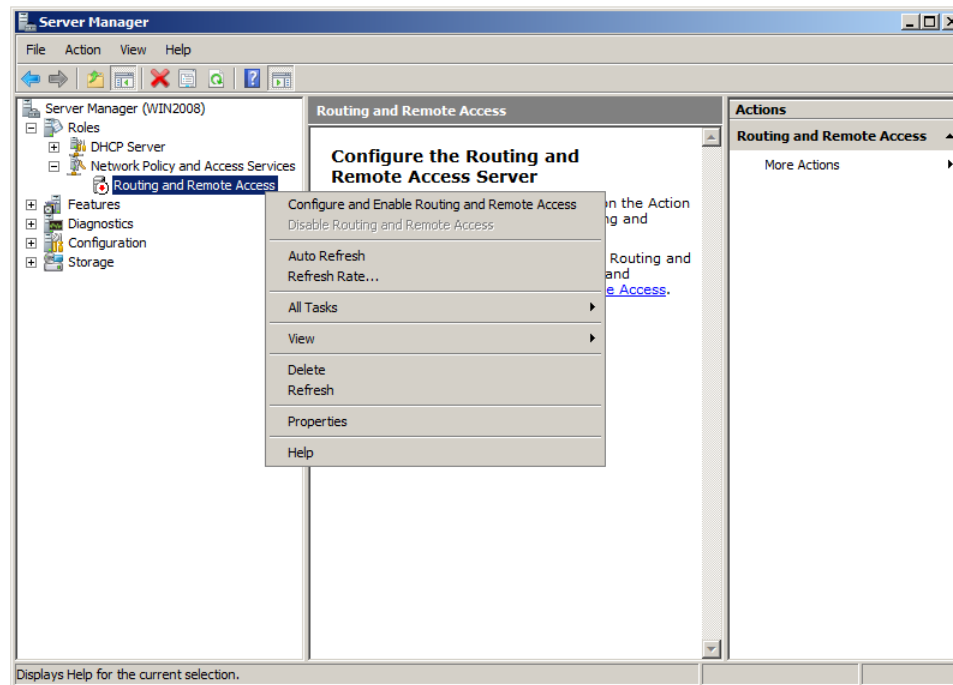 Server Manager
File Action View Help
Server Manager (WIN2008)
Roles
DHCP Server
Network Policy and Access Services
Routing and Remote Access
Features
Diagnostics
Configuration
Storage
Routing and Remote Access
Configure the Routing and
Remote Access Server
on the Action
ng and
Routing and
and
e Access.
Configure and Enable Routing and Remote Access
Disable Routing and Remote Access
Auto Refresh
Refresh Rate...
All Tasks
View
Delete
Refresh
Properties
Help
Actions
Routing and Remote Access
More Actions
Displays Help for the current selection.